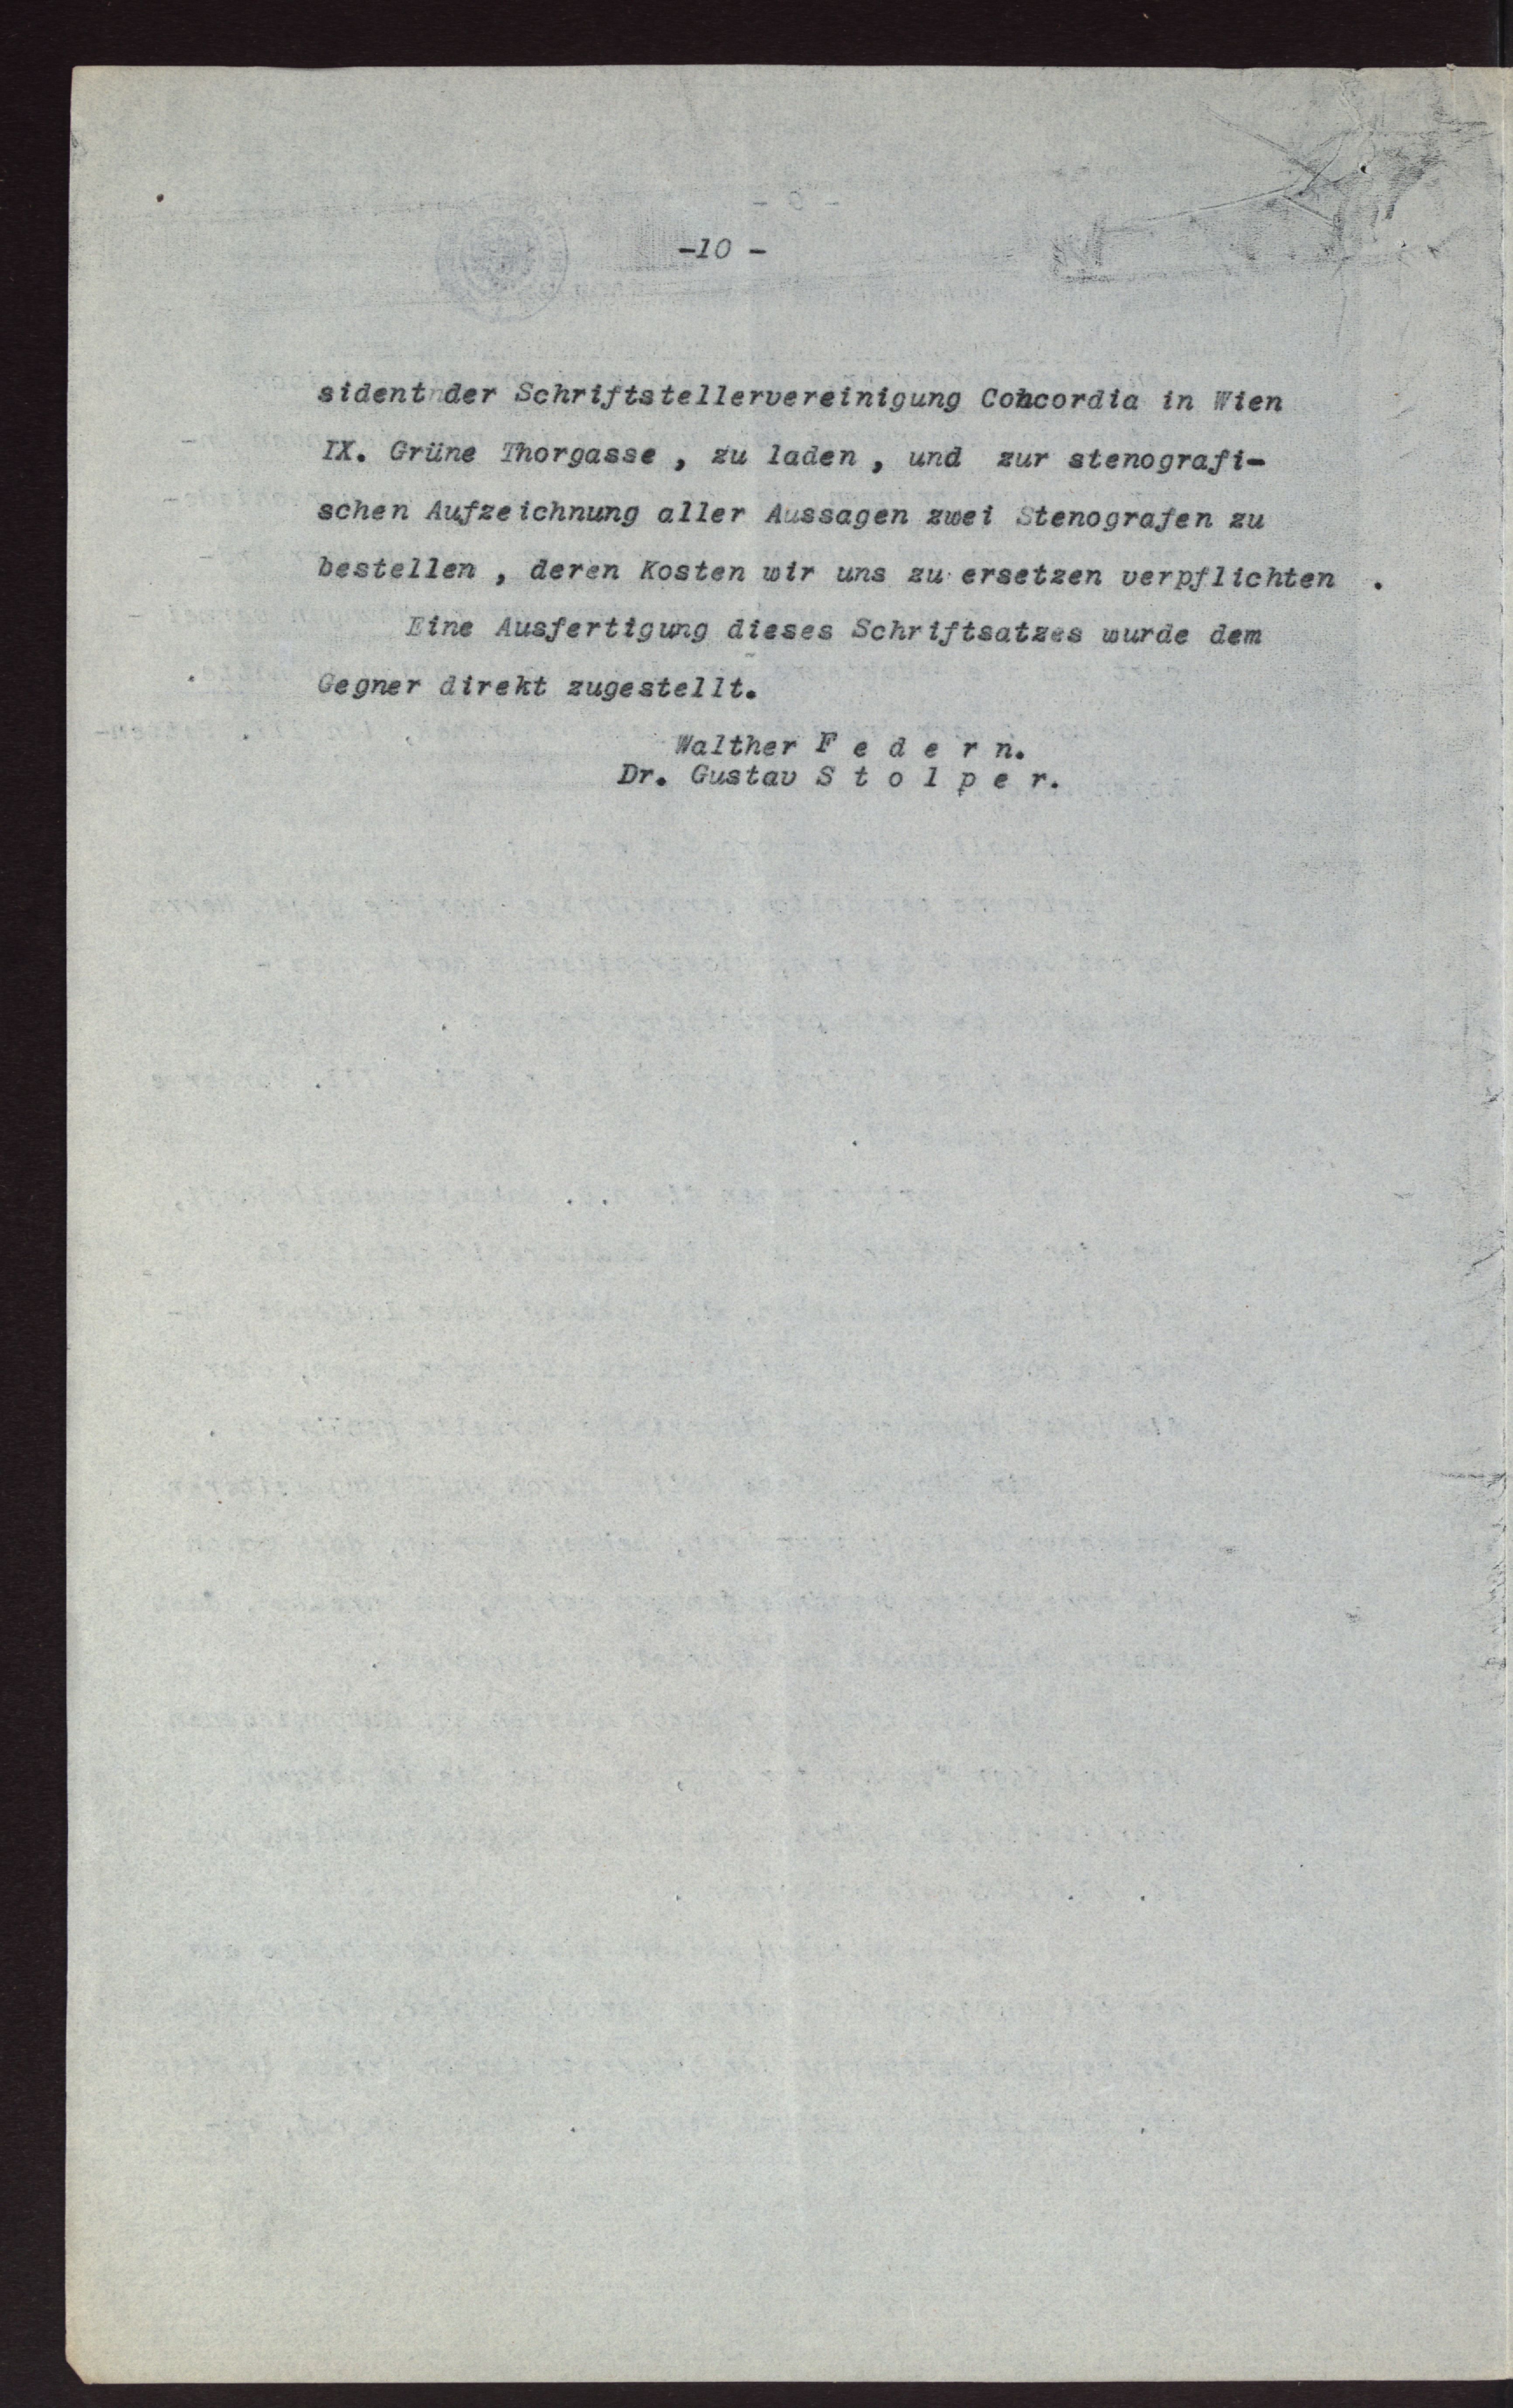 -10 -
sident der Schriftstellervereinigung Concordia in Wien
IX. Grüne Thorgasse , zu laden , und zur stenografi-
schen Aufzeichnung aller Aussagen zwei Stenografen zu
bestellen , deren Kosten wir uns zu ersetzen verpflichten .
Eine Ausfertigung dieses Schriftsatzes wurde dem
Gegner direkt zugestellt.
Walther F e d e r n.
Dr. Gustav S t o l p e r.